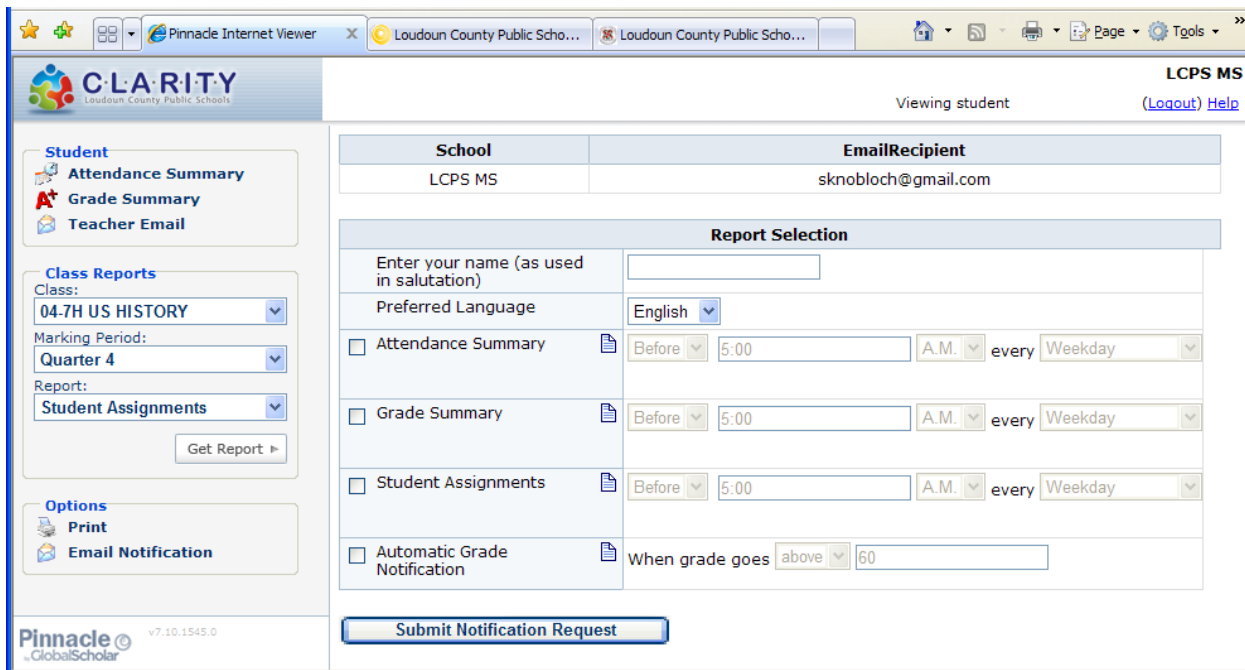 Pinnacle Internet Viewer X Loudoun County Public Scho... Loudoun County Public Scho... Page Tools »
C·L·A·R·I·T·Y
Loudoun County Public Schools
LCPS MS
Viewing student (Logout) Help
Student
Attendance Summary
Grade Summary
Teacher Email
Class Reports
Class:
04-7H US HISTORY
Marking Period:
Quarter 4
Report:
Student Assignments
Get Report
Options
Print
Email Notification
Pinnacle v7.10.1545.0
by GlobalScholar
School EmailRecipient
LCPS MS sknobloch@gmail.com
Report Selection
Enter your name (as used
in salutation)
Preferred Language English
Attendance Summary Before 5:00 A.M. every Weekday
Grade Summary Before 5:00 A.M. every Weekday
Student Assignments Before 5:00 A.M. every Weekday
Automatic Grade
Notification When grade goes above 60
Submit Notification Request